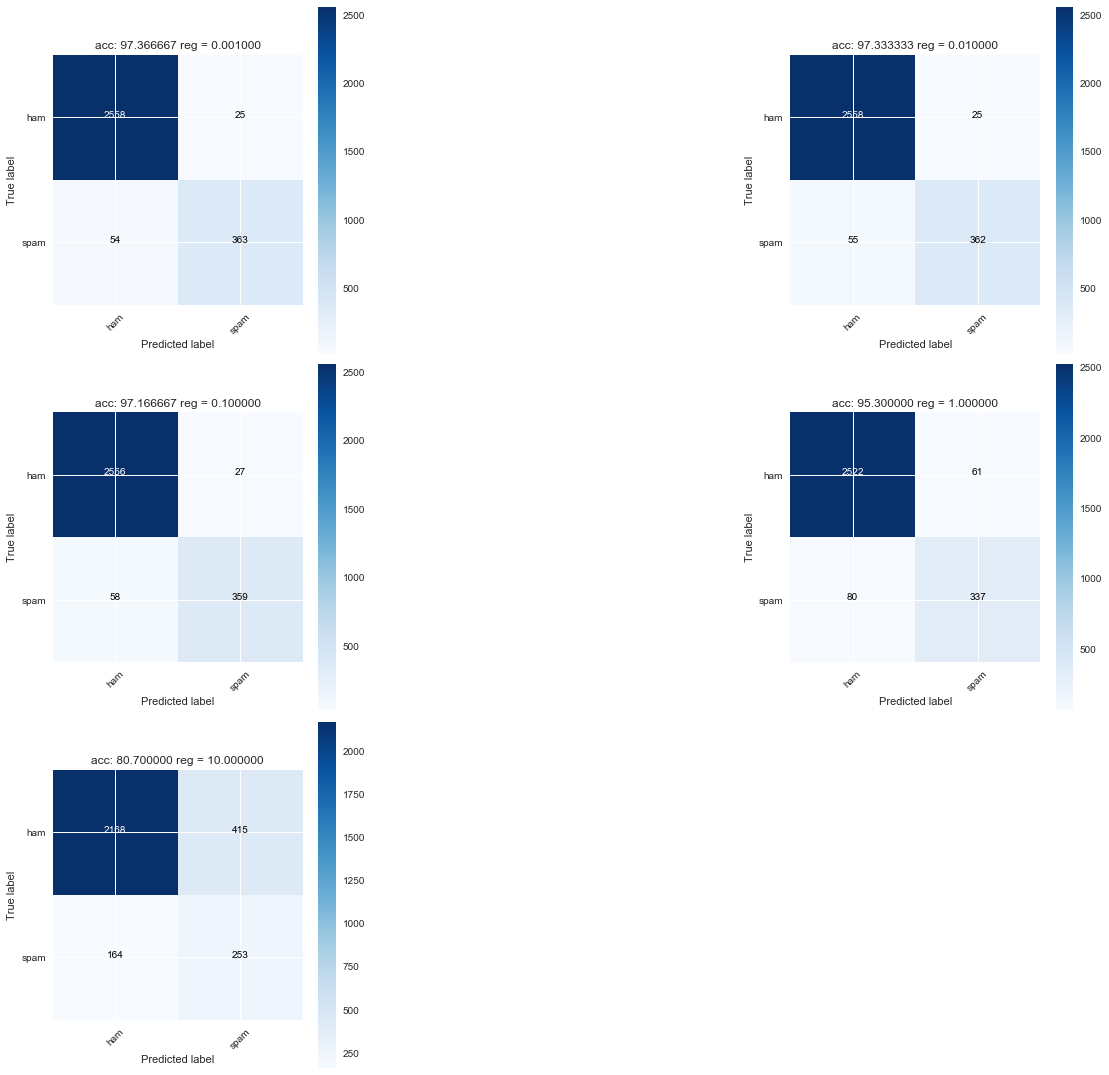 acc: 97.366667 reg = 0.001000
2500
2000
1500
1000
500
ham
spam
True label
2558
25
54
363
ham
spam
Predicted label
acc: 97.333333 reg = 0.010000
2500
2000
1500
1000
500
ham
spam
True label
2558
25
55
362
ham
spam
Predicted label
acc: 97.166667 reg = 0.100000
2500
2000
1500
1000
500
ham
spam
True label
2556
27
58
359
ham
spam
Predicted label
acc: 95.300000 reg = 1.000000
2500
2000
1500
1000
500
ham
spam
True label
2522
61
80
337
ham
spam
Predicted label
acc: 80.700000 reg = 10.000000
2000
1750
1500
1250
1000
750
500
250
ham
spam
True label
2168
415
164
253
ham
spam
Predicted label